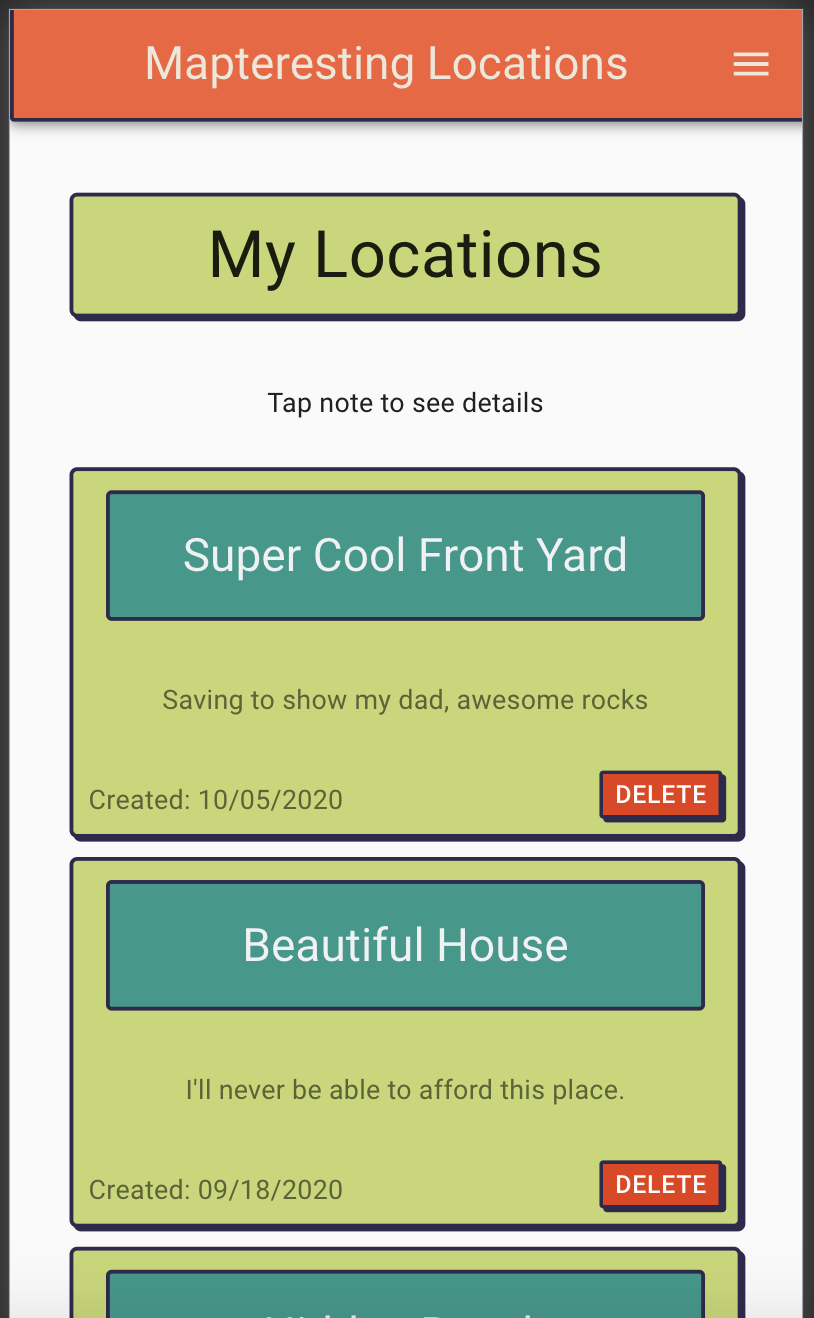 Mapteresting Locations
My Locations
Tap note to see details
Super Cool Front Yard
Saving to show my dad, awesome rocks
Created: 10/05/2020
DELETE
Beautiful House
I'll never be able to afford this place.
Created: 09/18/2020
DELETE